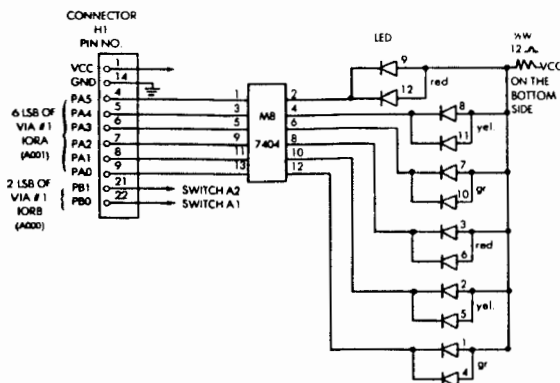 CONNECTOR
H1
PIN NO.
VCC 1
GND 14
PA5 4
PA4 5
PA3 6
PA2 7
PA1 8
PA0 9
PB1 21
PB0 22
6 LSB OF
VIA #1
IORA
(A001)
2 LSB OF
VIA #1
IORB
(A000)
SWITCH A2
SWITCH A1
1
3
5
9
11
13
M8
7404
2
4
6
8
10
12
LED
9
12
red
8
11
yel.
7
10
gr
3
6
red
2
5
yel.
1
4
gr
½W
12 Ω
VCC
ON THE
BOTTOM
SIDE